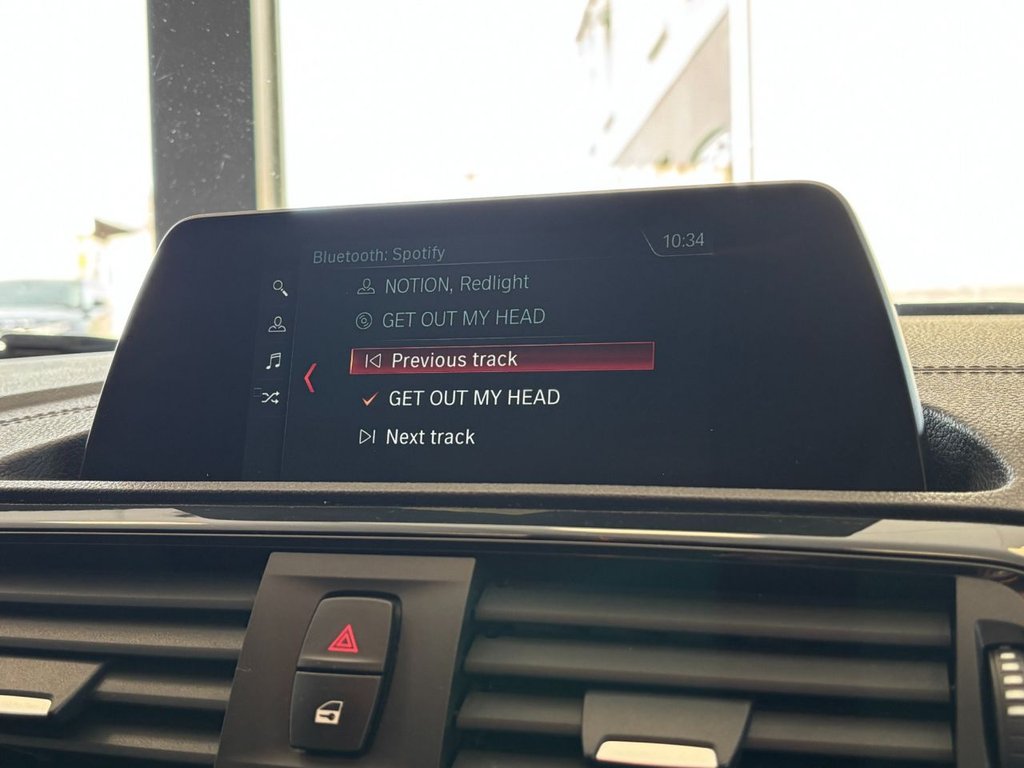 Bluetooth: Spotify
10:34
NOTION, Redlight
GET OUT MY HEAD
Previous track
GET OUT MY HEAD
Next track